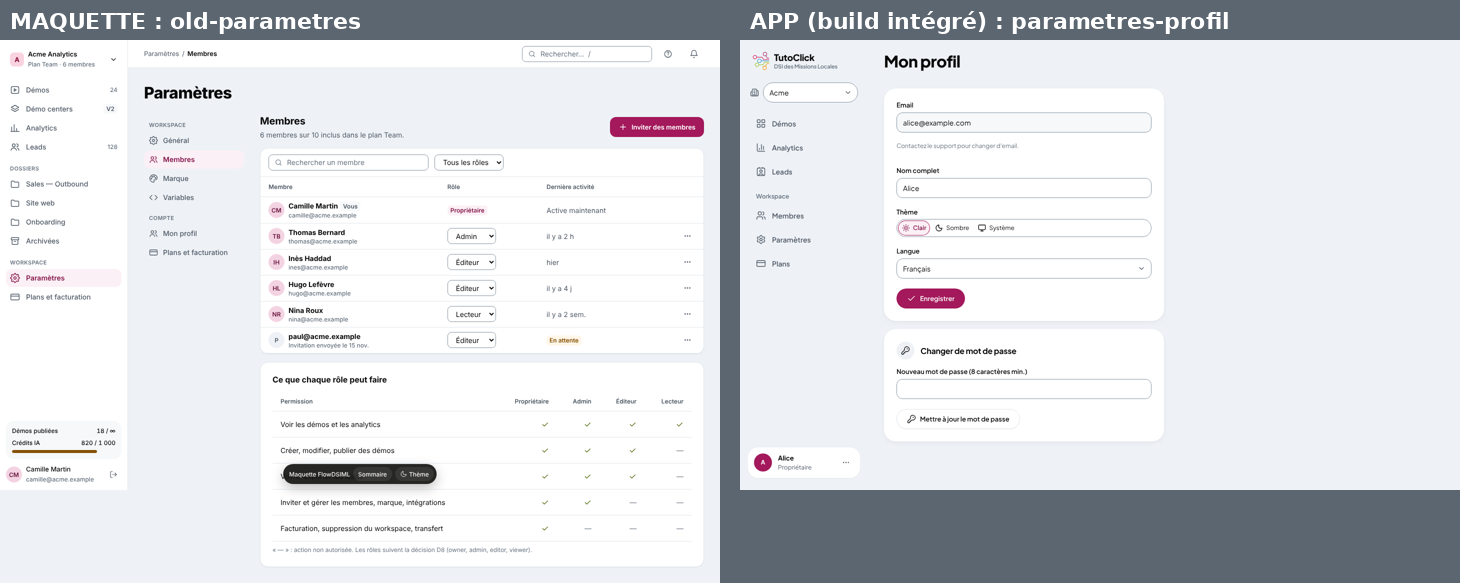 MAQUETTE : old-parametres
A
Acme Analytics
Plan Team · 6 membres
Démos 24
Démo centers V2
Analytics
Leads 128
DOSSIERS
Sales — Outbound
Site web
Onboarding
Archivées
WORKSPACE
Paramètres
Plans et facturation
Démos publiées 18 / ∞
Crédits IA 820 / 1 000
CM
Camille Martin
camille@acme.example
Paramètres / Membres
Rechercher... /
Paramètres
WORKSPACE
Général
Membres
Marque
Variables
COMPTE
Mon profil
Plans et facturation
Membres
6 membres sur 10 inclus dans le plan Team.
Inviter des membres
Rechercher un membre
Tous les rôles
Membre Rôle Dernière activité
CM Camille Martin Vous Propriétaire Active maintenant
camille@acme.example
TB Thomas Bernard Admin il y a 2 h
thomas@acme.example
IH Inès Haddad Éditeur hier
ines@acme.example
HL Hugo Lefèvre Éditeur il y a 4 j
hugo@acme.example
NR Nina Roux Lecteur il y a 2 sem.
nina@acme.example
P paul@acme.example Éditeur En attente
Invitation envoyée le 15 nov.
Ce que chaque rôle peut faire
Permission Propriétaire Admin Éditeur Lecteur
Voir les démos et les analytics
Créer, modifier, publier des démos —
Maquette FlowDSIML Sommaire Thème
—
Inviter et gérer les membres, marque, intégrations — —
Facturation, suppression du workspace, transfert — — —
« — » : action non autorisée. Les rôles suivent la décision D8 (owner, admin, editor, viewer).
APP (build intégré) : parametres-profil
TutoClick
DSI des Missions Locales
Acme
Démos
Analytics
Leads
Workspace
Membres
Paramètres
Plans
A
Alice
Propriétaire
Mon profil
Email
alice@example.com
Contactez le support pour changer d'email.
Nom complet
Alice
Thème
Clair Sombre Système
Langue
Français
Enregistrer
Changer de mot de passe
Nouveau mot de passe (8 caractères min.)
Mettre à jour le mot de passe